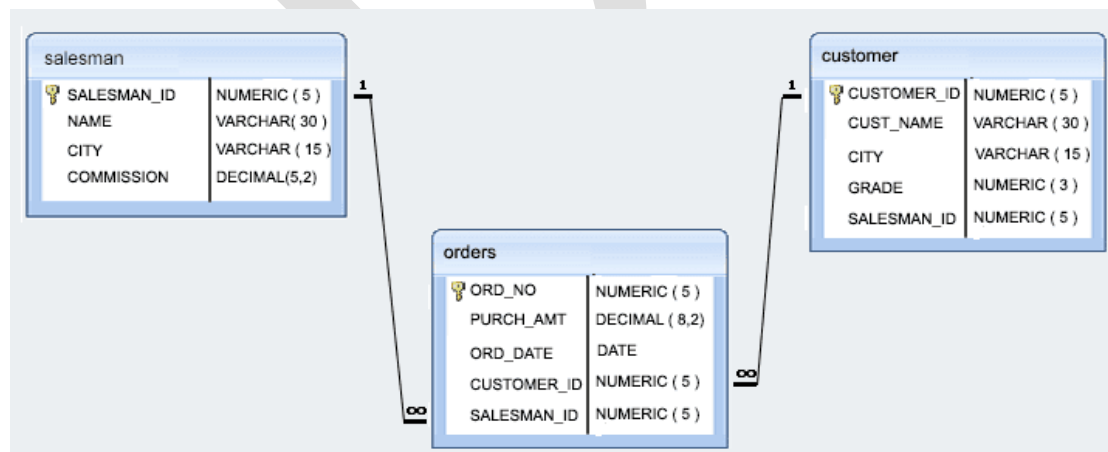 salesman
SALESMAN_ID NUMERIC ( 5 )
NAME VARCHAR( 30 )
CITY VARCHAR ( 15 )
COMMISSION DECIMAL(5,2)
1
1
customer
CUSTOMER_ID NUMERIC ( 5 )
CUST_NAME VARCHAR ( 30 )
CITY VARCHAR ( 15 )
GRADE NUMERIC ( 3 )
SALESMAN_ID NUMERIC ( 5 )
orders
ORD_NO NUMERIC ( 5 )
PURCH_AMT DECIMAL ( 8,2)
ORD_DATE DATE
CUSTOMER_ID NUMERIC ( 5 )
SALESMAN_ID NUMERIC ( 5 )
∞
∞